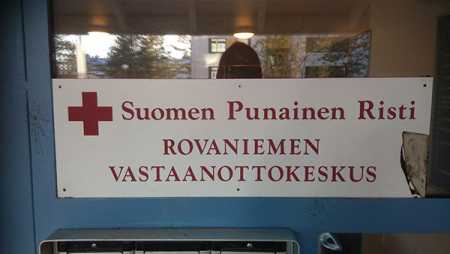 Suomen Punainen Risti
ROVANIEMEN
VASTAANOTTOKESKUS